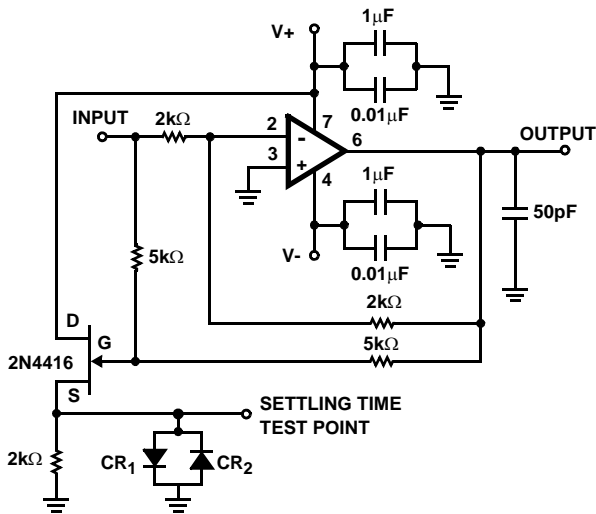 V+
1μF
0.01μF
INPUT
2kΩ
2
7
-
6
OUTPUT
3
+
4
1μF
50pF
5kΩ
V-
0.01μF
2kΩ
D
5kΩ
G
2N4416
S
SETTLING TIME
TEST POINT
2kΩ
CR1
CR2